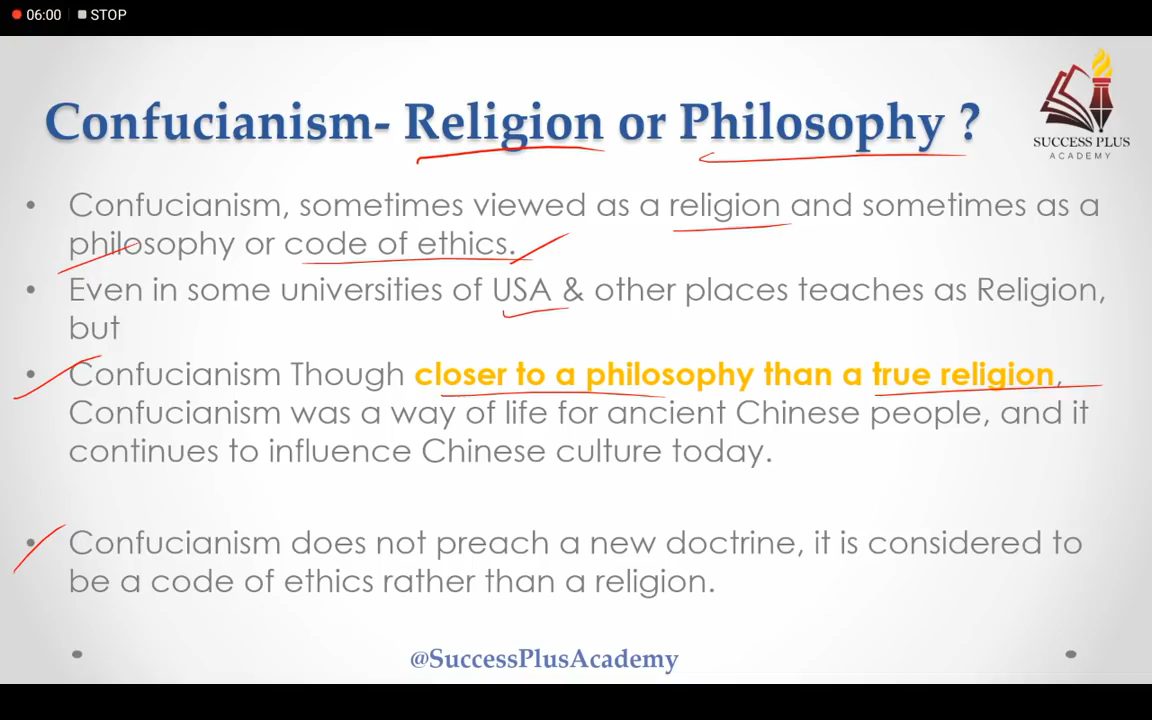 06:00 STOP
Confucianism- Religion or Philosophy ?
SUCCESS PLUS
ACADEMY
• Confucianism, sometimes viewed as a religion and sometimes as a
philosophy or code of ethics.
• Even in some universities of USA & other places teaches as Religion,
but
• Confucianism Though closer to a philosophy than a true religion,
Confucianism was a way of life for ancient Chinese people, and it
continues to influence Chinese culture today.
• Confucianism does not preach a new doctrine, it is considered to
be a code of ethics rather than a religion.
@SuccessPlusAcademy